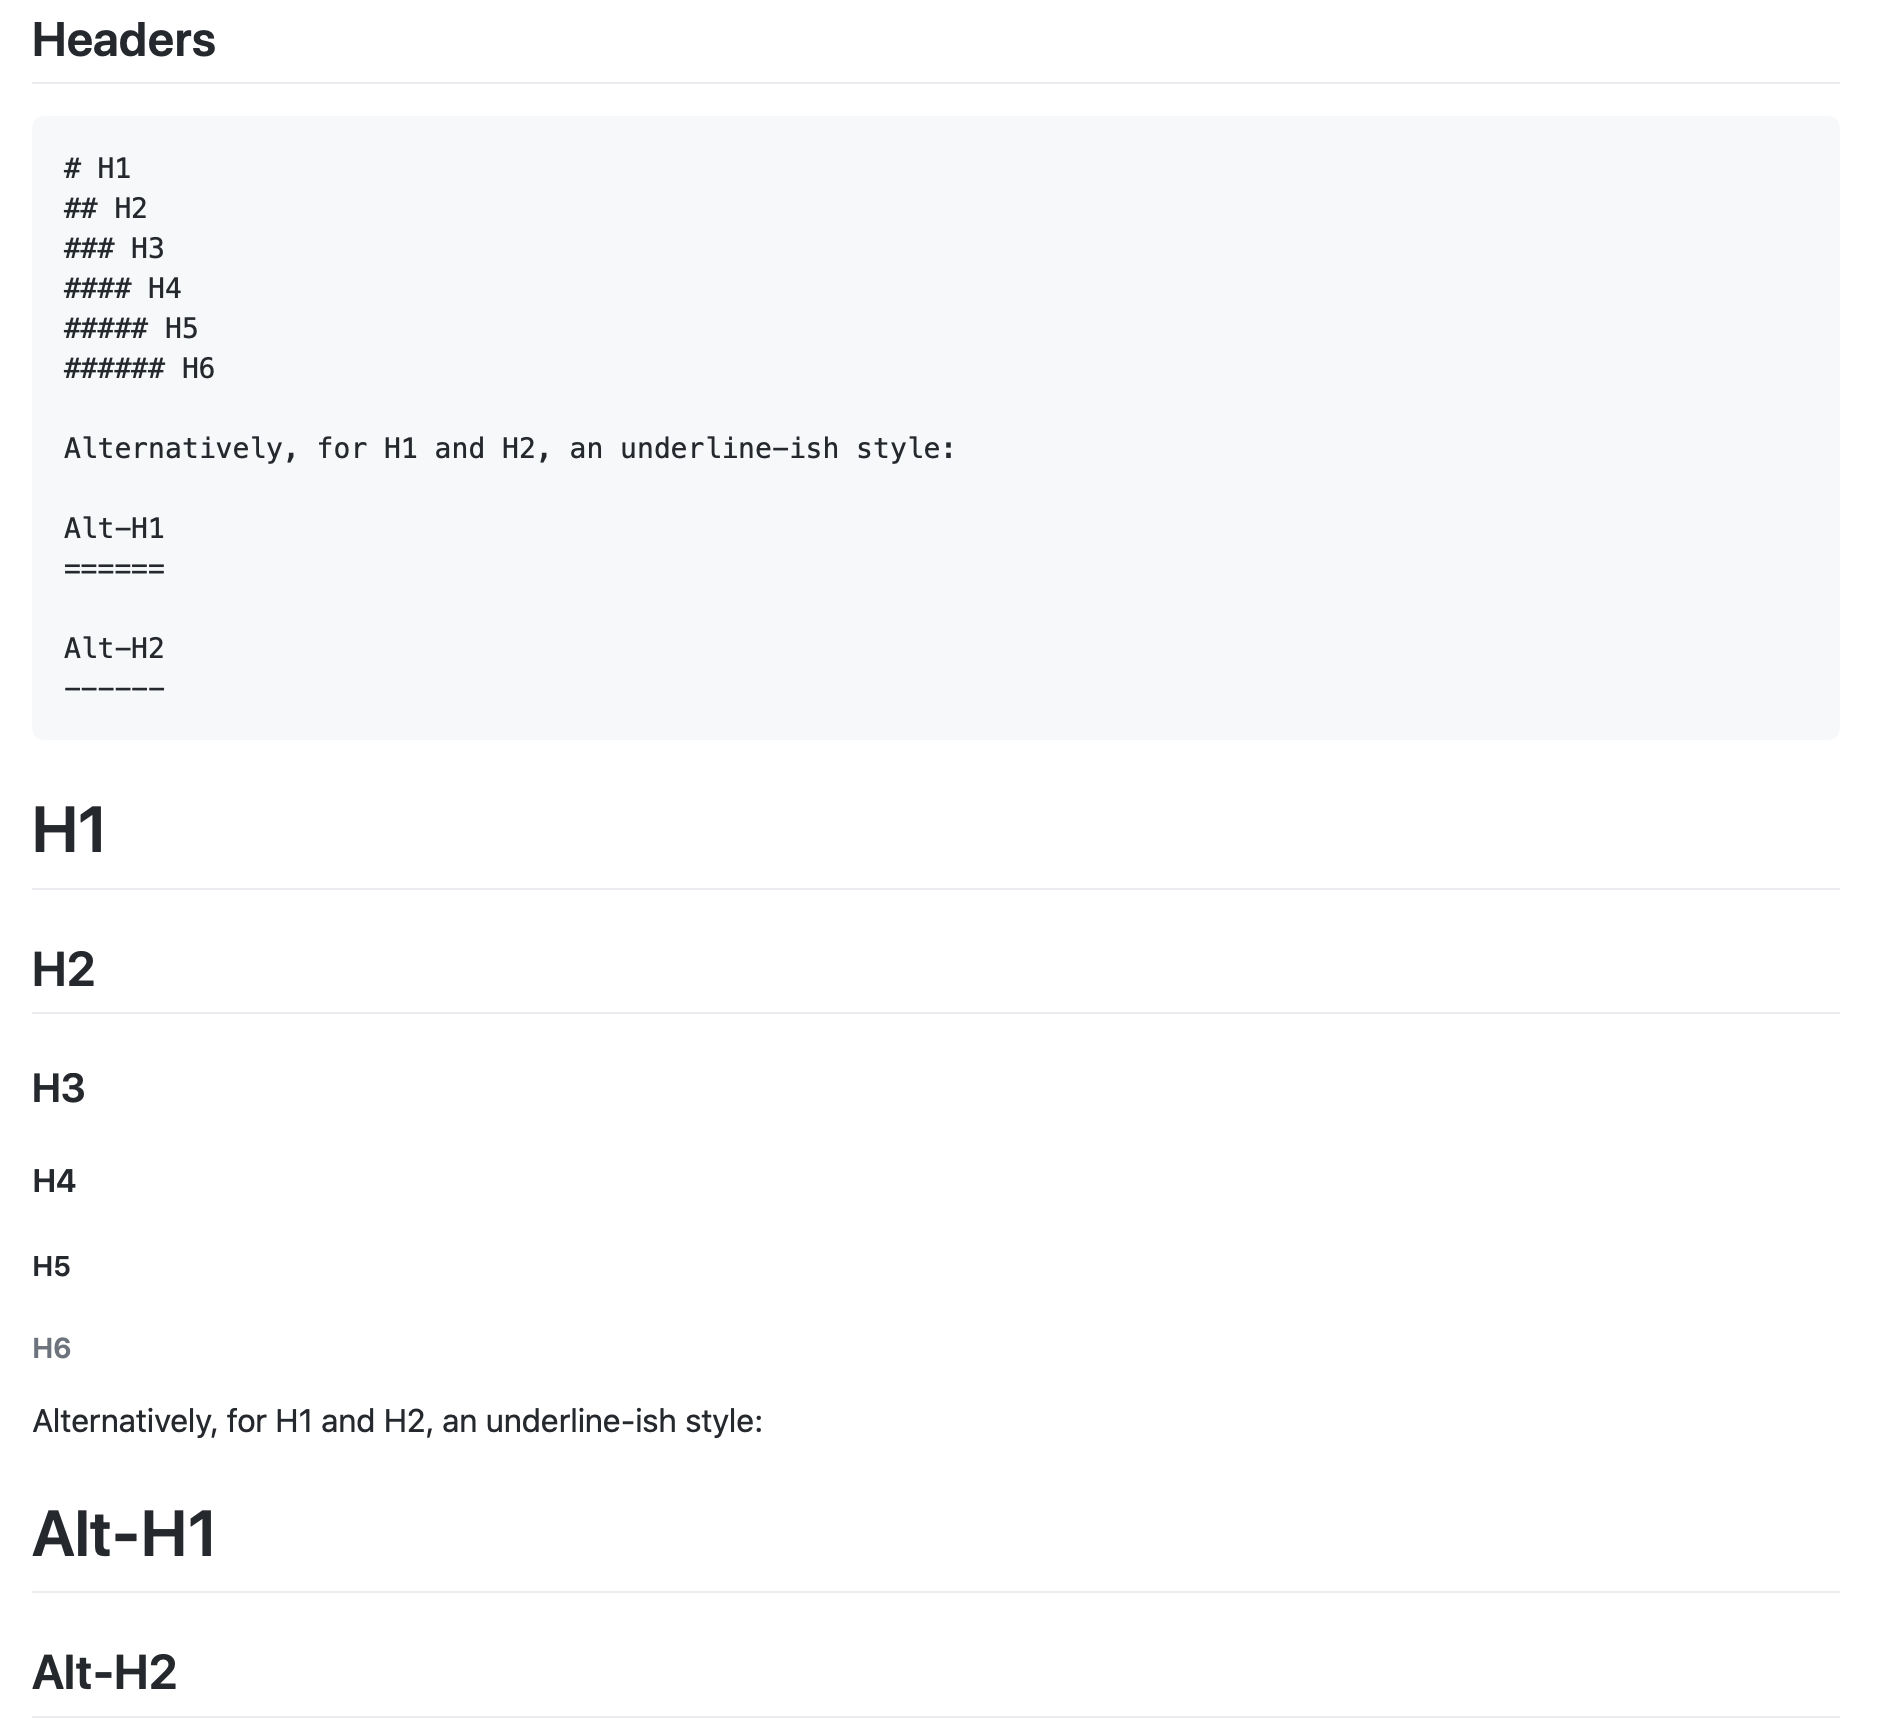 Headers
# H1
## H2
### H3
#### H4
##### H5
###### H6
Alternatively, for H1 and H2, an underline-ish style:
Alt-H1
======
Alt-H2
------
H1
H2
H3
H4
H5
H6
Alternatively, for H1 and H2, an underline-ish style:
Alt-H1
Alt-H2